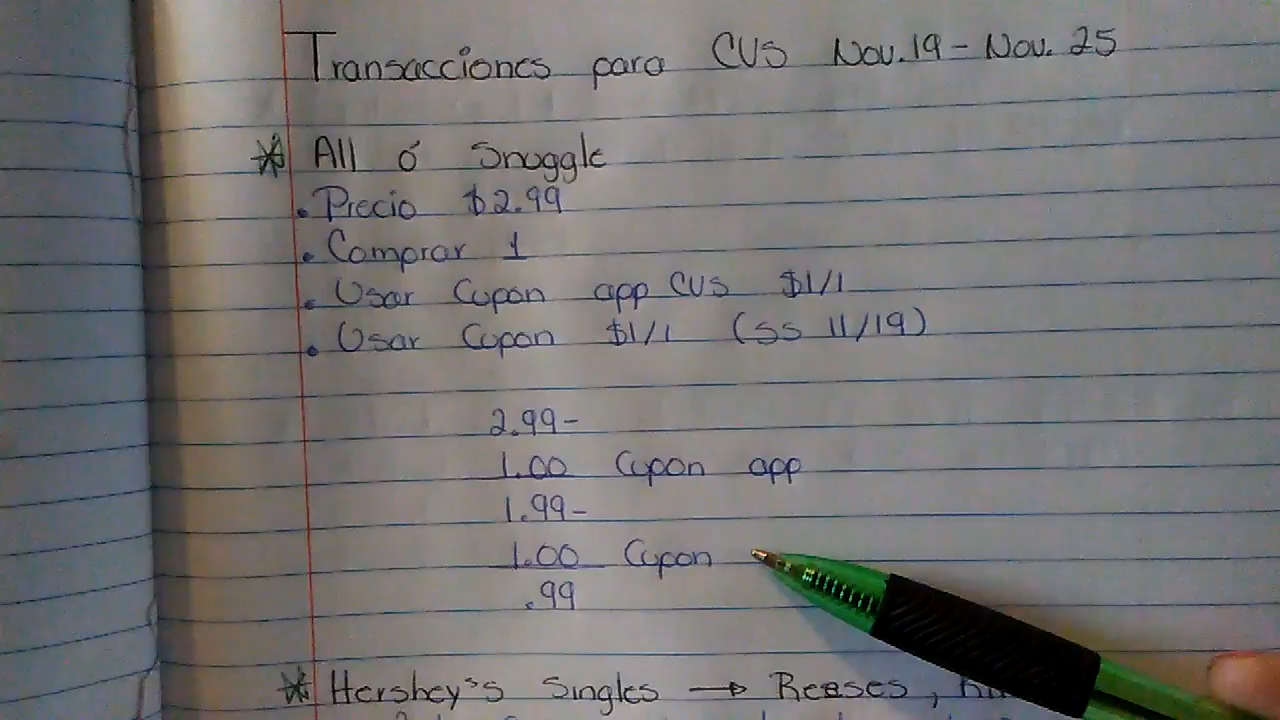 Transacciones para CVS Nov.19 - Nov. 25
* All ó Snuggle
. Precio $2.99
. Comprar 1
. Usar Cupon app CVS $1/1
. Usar Cupon $1/1 (SS 11/19)
2.99-
1.00 Cupon app
1.99-
1.00 Cupon
.99
* Hershey's Singles → Reeses,